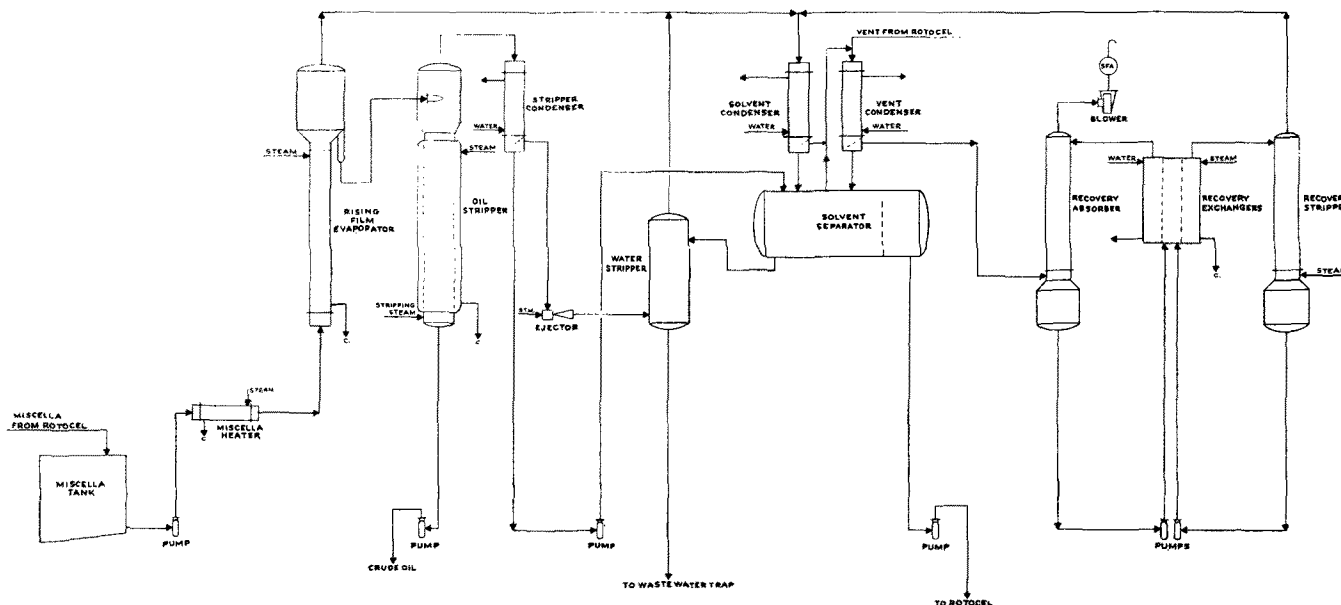 VENT FROM ROTOCEL
SFA
BLOWER
STRIPPER
CONDENSER
SOLVENT
CONDENSER
VENT
CONDENSER
WATER
WATER
WATER
STEAM
STEAM
WATER
STEAM
RISING
FILM
EVAPORATOR
OIL
STRIPPER
RECOVERY
ABSORBER
RECOVERY
EXCHANGERS
SOLVENT
SEPARATOR
WATER
STRIPPER
STEAM
STRIPPING
STEAM
STM.
EJECTOR
C.
C
C.
STEAM
MISCELLA
HEATER
C
MISCELLA
FROM ROTOCEL
MISCELLA
TANK
PUMP
PUMP
PUMP
PUMP
PUMPS
CRUDE OIL
TO WASTE WATER TRAP
TO ROTOCEL